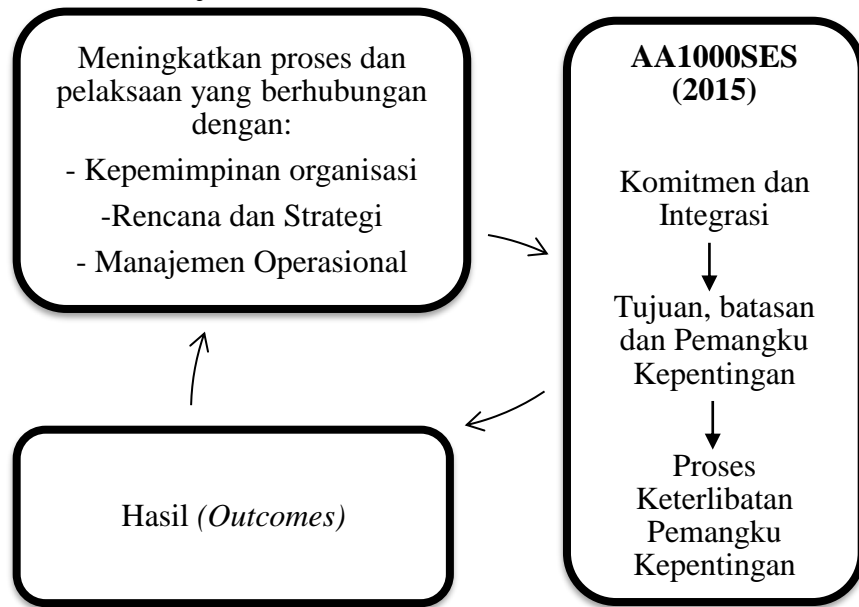 Meningkatkan proses dan
pelaksaan yang berhubungan
dengan:
- Kepemimpinan organisasi
-Rencana dan Strategi
- Manajemen Operasional
AA1000SES
(2015)
Komitmen dan
Integrasi
Tujuan, batasan
dan Pemangku
Kepentingan
Proses
Keterlibatan
Pemangku
Kepentingan
Hasil (Outcomes)